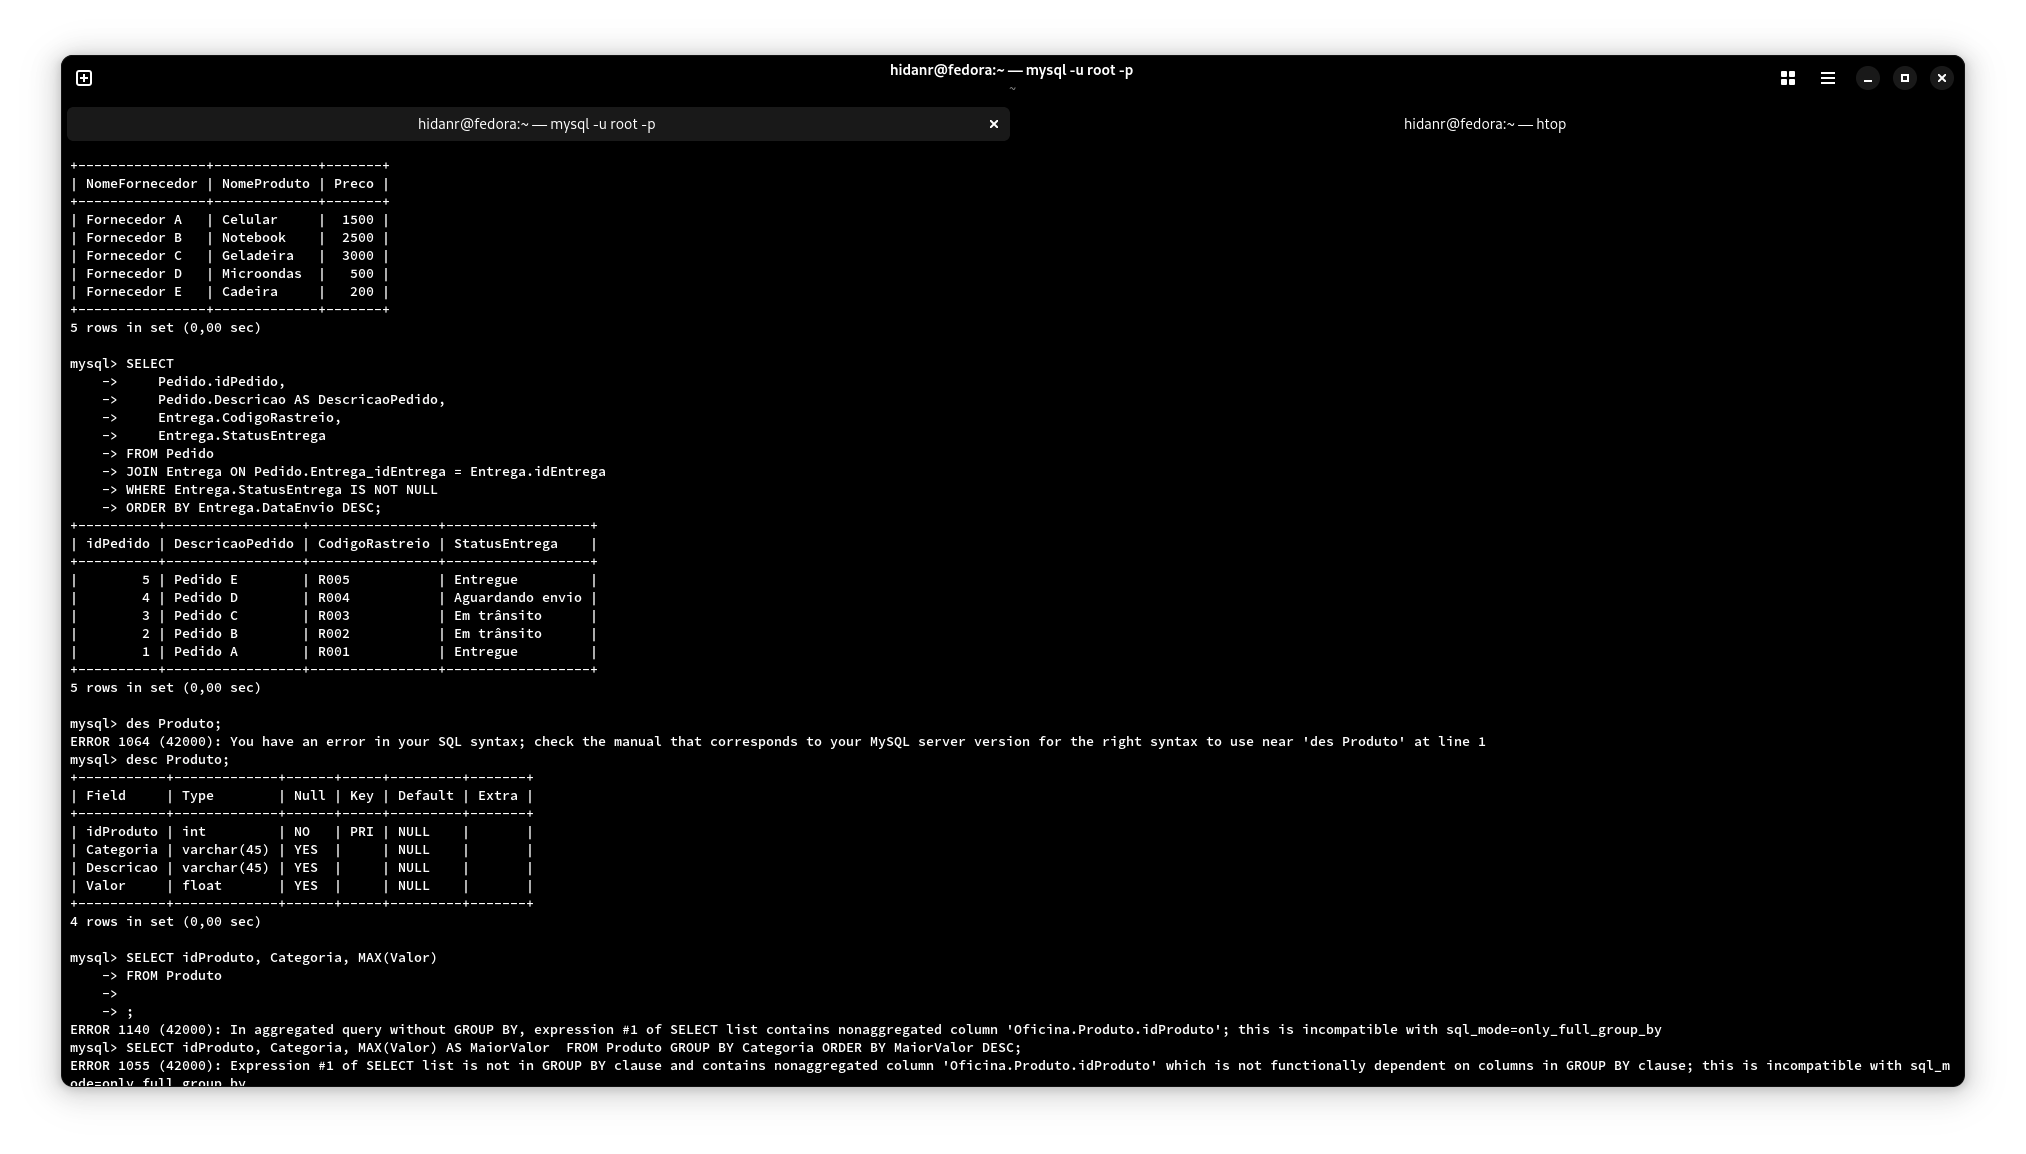 hidanr@fedora:~ — mysql -u root -p
~
hidanr@fedora:~ — mysql -u root -p
hidanr@fedora:~ — htop
+----------------+-------------+-------+
| NomeFornecedor | NomeProduto | Preco |
+----------------+-------------+-------+
| Fornecedor A   | Celular     |  1500 |
| Fornecedor B   | Notebook    |  2500 |
| Fornecedor C   | Geladeira   |  3000 |
| Fornecedor D   | Microondas  |   500 |
| Fornecedor E   | Cadeira     |   200 |
+----------------+-------------+-------+
5 rows in set (0,00 sec)

mysql> SELECT
    ->     Pedido.idPedido,
    ->     Pedido.Descricao AS DescricaoPedido,
    ->     Entrega.CodigoRastreio,
    ->     Entrega.StatusEntrega
    -> FROM Pedido
    -> JOIN Entrega ON Pedido.Entrega_idEntrega = Entrega.idEntrega
    -> WHERE Entrega.StatusEntrega IS NOT NULL
    -> ORDER BY Entrega.DataEnvio DESC;
+----------+-----------------+----------------+------------------+
| idPedido | DescricaoPedido | CodigoRastreio | StatusEntrega    |
+----------+-----------------+----------------+------------------+
|        5 | Pedido E        | R005           | Entregue         |
|        4 | Pedido D        | R004           | Aguardando envio |
|        3 | Pedido C        | R003           | Em trânsito      |
|        2 | Pedido B        | R002           | Em trânsito      |
|        1 | Pedido A        | R001           | Entregue         |
+----------+-----------------+----------------+------------------+
5 rows in set (0,00 sec)

mysql> des Produto;
ERROR 1064 (42000): You have an error in your SQL syntax; check the manual that corresponds to your MySQL server version for the right syntax to use near 'des Produto' at line 1
mysql> desc Produto;
+-----------+-------------+------+-----+---------+-------+
| Field     | Type        | Null | Key | Default | Extra |
+-----------+-------------+------+-----+---------+-------+
| idProduto | int         | NO   | PRI | NULL    |       |
| Categoria | varchar(45) | YES  |     | NULL    |       |
| Descricao | varchar(45) | YES  |     | NULL    |       |
| Valor     | float       | YES  |     | NULL    |       |
+-----------+-------------+------+-----+---------+-------+
4 rows in set (0,00 sec)

mysql> SELECT idProduto, Categoria, MAX(Valor)
    -> FROM Produto
    ->
    -> ;
ERROR 1140 (42000): In aggregated query without GROUP BY, expression #1 of SELECT list contains nonaggregated column 'Oficina.Produto.idProduto'; this is incompatible with sql_mode=only_full_group_by
mysql> SELECT idProduto, Categoria, MAX(Valor) AS MaiorValor  FROM Produto GROUP BY Categoria ORDER BY MaiorValor DESC;
ERROR 1055 (42000): Expression #1 of SELECT list is not in GROUP BY clause and contains nonaggregated column 'Oficina.Produto.idProduto' which is not functionally dependent on columns in GROUP BY clause; this is incompatible with sql_m
ode=only_full_group_by